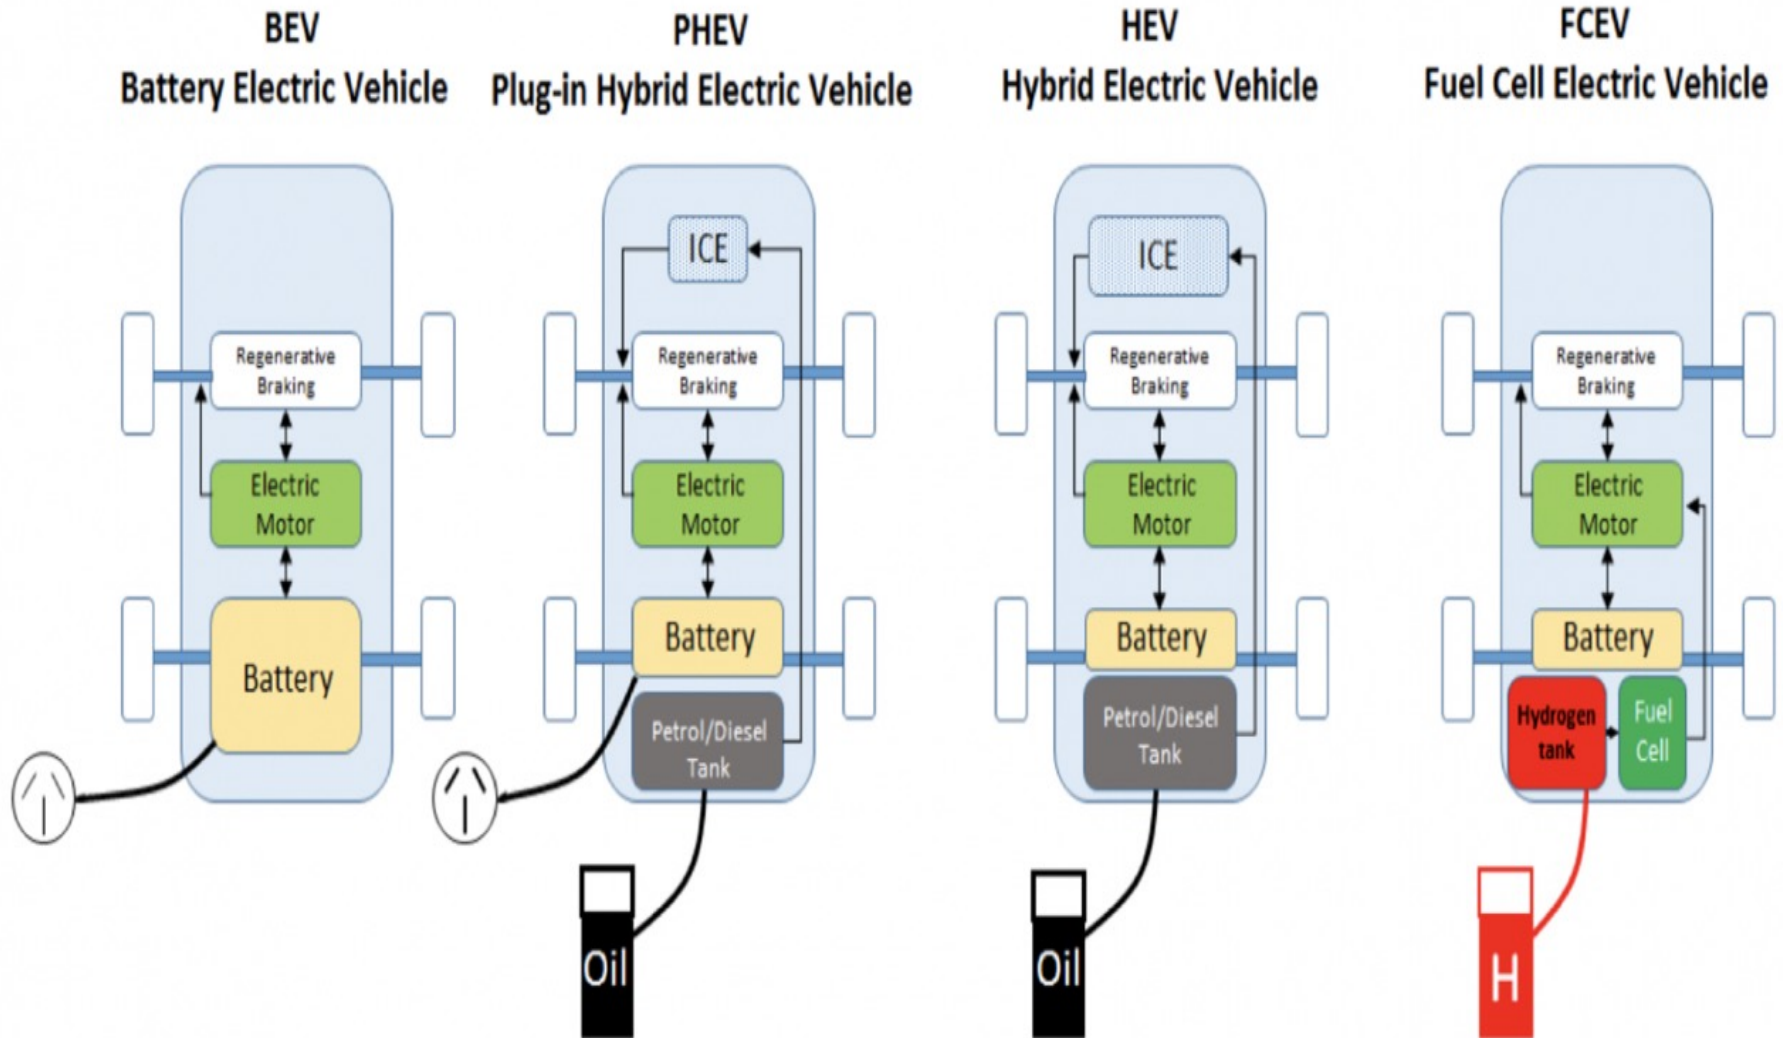 BEV
Battery Electric Vehicle
PHEV
Plug-in Hybrid Electric Vehicle
HEV
Hybrid Electric Vehicle
FCEV
Fuel Cell Electric Vehicle
Regenerative
Braking
Electric
Motor
Battery
ICE
Regenerative
Braking
Electric
Motor
Battery
Petrol/Diesel
Tank
Oil
ICE
Regenerative
Braking
Electric
Motor
Battery
Petrol/Diesel
Tank
Oil
Regenerative
Braking
Electric
Motor
Battery
Hydrogen
tank
Fuel
Cell
H